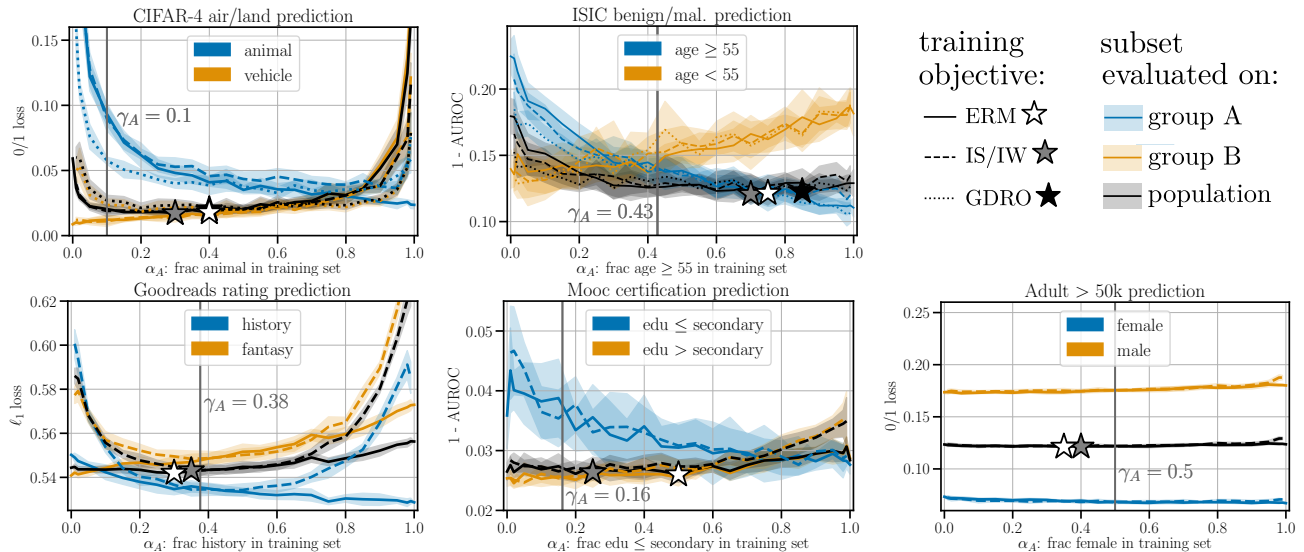 CIFAR-4 air/land prediction
0/1 loss
0.15
0.10
0.05
0.00
animal
vehicle
γA = 0.1
0.0 0.2 0.4 0.6 0.8 1.0
αA: frac animal in training set
ISIC benign/mal. prediction
1 - AUROC
0.20
0.15
0.10
age ≥ 55
age < 55
γA = 0.43
0.0 0.2 0.4 0.6 0.8 1.0
αA: frac age ≥ 55 in training set
training
objective:
ERM
IS/IW
GDRO
subset
evaluated on:
group A
group B
population
Goodreads rating prediction
ℓ1 loss
0.62
0.60
0.58
0.56
0.54
history
fantasy
γA = 0.38
0.0 0.2 0.4 0.6 0.8 1.0
αA: frac history in training set
Mooc certification prediction
1 - AUROC
0.05
0.04
0.03
0.02
edu ≤ secondary
edu > secondary
γA = 0.16
0.0 0.2 0.4 0.6 0.8 1.0
αA: frac edu ≤ secondary in training set
Adult > 50k prediction
0/1 loss
0.25
0.20
0.15
0.10
female
male
γA = 0.5
0.0 0.2 0.4 0.6 0.8 1.0
αA: frac female in training set